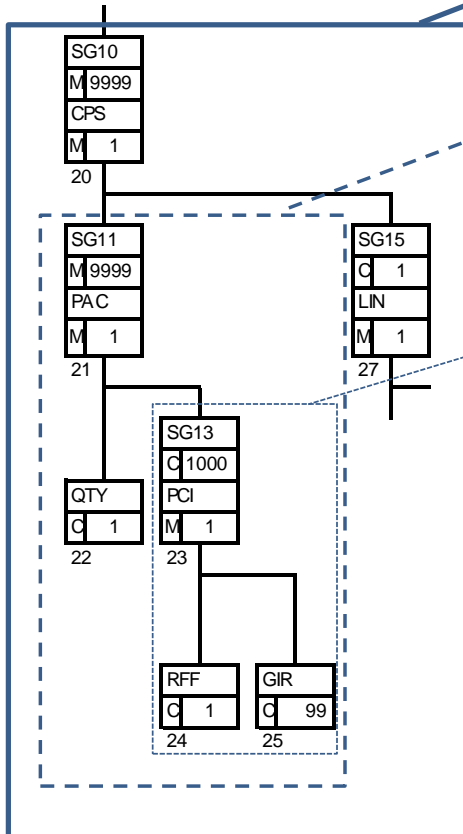 SG10
M 9999
CPS
M 1
20
SG11
M 9999
PAC
M 1
21
SG15
C 1
LIN
M 1
27
SG13
C 1000
PCI
M 1
23
QTY
C 1
22
RFF
C 1
24
GIR
C 99
25